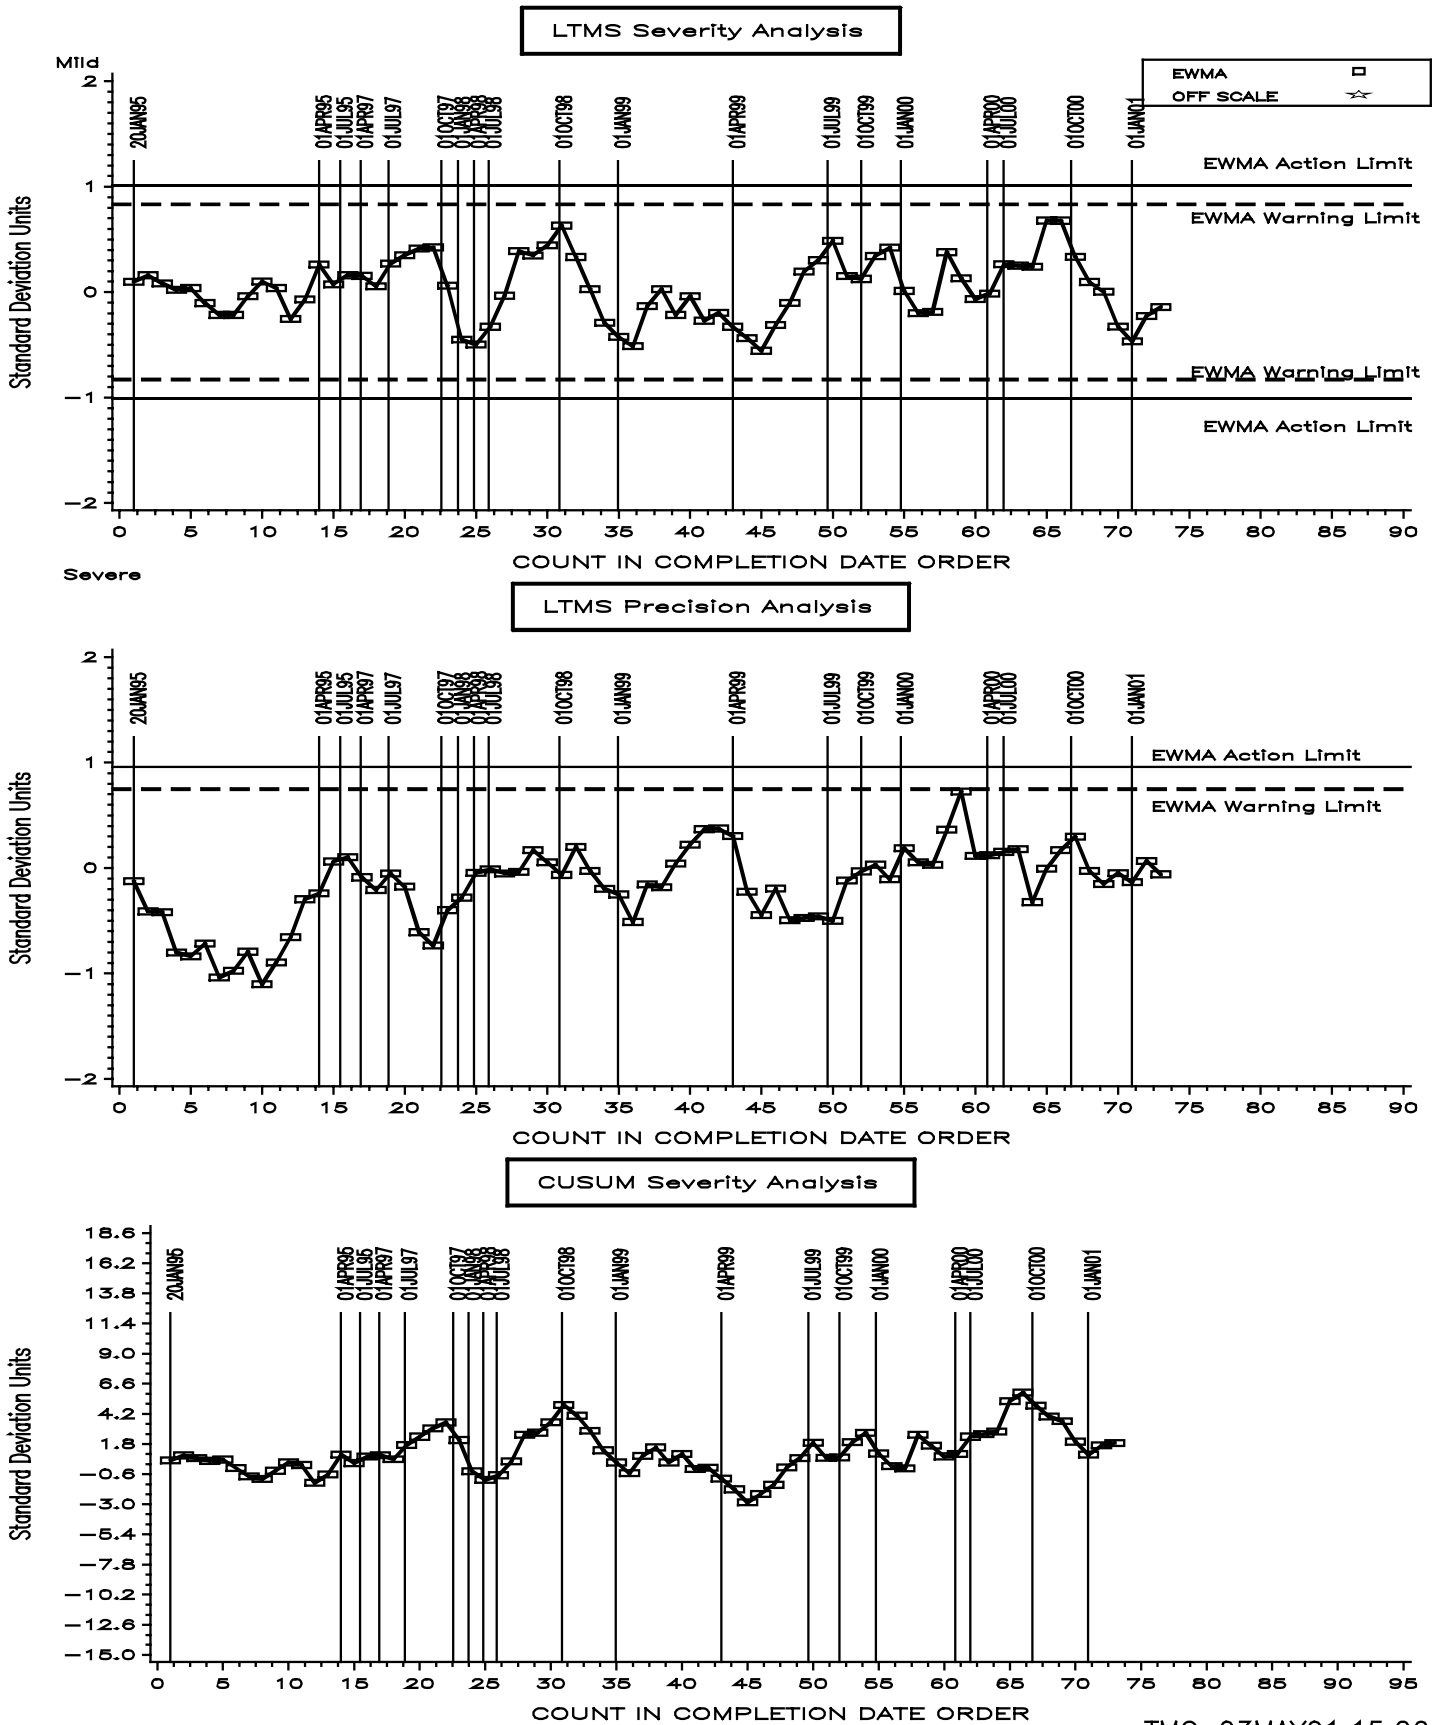 LTMS Severity Analysis
Mild
EWMA
OFF SCALE
2
1
0
−1
−2
Standard Deviation Units
20JAN95 01APR95 01JUL95 01APR97 01JUL97 01OCT97 01JAN98 01APR98 01JUL98 01OCT98 01JAN99 01APR99 01JUL99 01OCT99 01JAN00 01APR00 01JUL00 01OCT00 01JAN01
EWMA Action Limit
EWMA Warning Limit
EWMA Warning Limit
EWMA Action Limit
0 5 10 15 20 25 30 35 40 45 50 55 60 65 70 75 80 85 90
COUNT IN COMPLETION DATE ORDER
Severe
LTMS Precision Analysis
2
1
0
−1
−2
Standard Deviation Units
20JAN95 01APR95 01JUL95 01APR97 01JUL97 01OCT97 01JAN98 01APR98 01JUL98 01OCT98 01JAN99 01APR99 01JUL99 01OCT99 01JAN00 01APR00 01JUL00 01OCT00 01JAN01
EWMA Action Limit
EWMA Warning Limit
0 5 10 15 20 25 30 35 40 45 50 55 60 65 70 75 80 85 90
COUNT IN COMPLETION DATE ORDER
CUSUM Severity Analysis
18.6
16.2
13.8
11.4
9.0
6.6
4.2
1.8
−0.6
−3.0
−5.4
−7.8
−10.2
−12.6
−15.0
Standard Deviation Units
20JAN95 01APR95 01JUL95 01APR97 01JUL97 01OCT97 01JAN98 01APR98 01JUL98 01OCT98 01JAN99 01APR99 01JUL99 01OCT99 01JAN00 01APR00 01JUL00 01OCT00 01JAN01
0 5 10 15 20 25 30 35 40 45 50 55 60 65 70 75 80 85 90 95
COUNT IN COMPLETION DATE ORDER